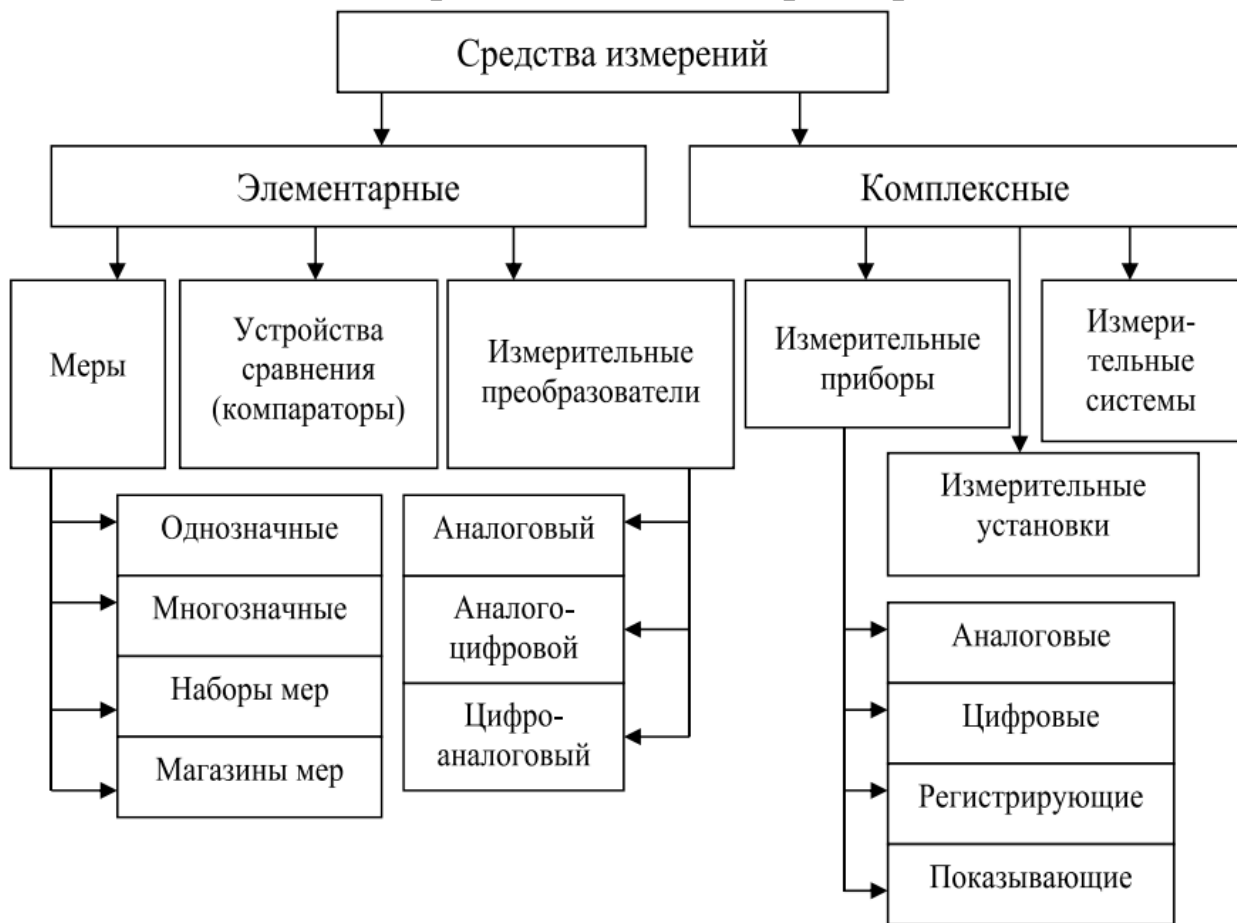 Средства измерений
Элементарные
Комплексные
Меры
Устройства
сравнения
(компараторы)
Измерительные
преобразователи
Измерительные
приборы
Измери-
тельные
системы
Измерительные
установки
Однозначные
Многозначные
Наборы мер
Магазины мер
Аналоговый
Аналого-
цифровой
Цифро-
аналоговый
Аналоговые
Цифровые
Регистрирующие
Показывающие